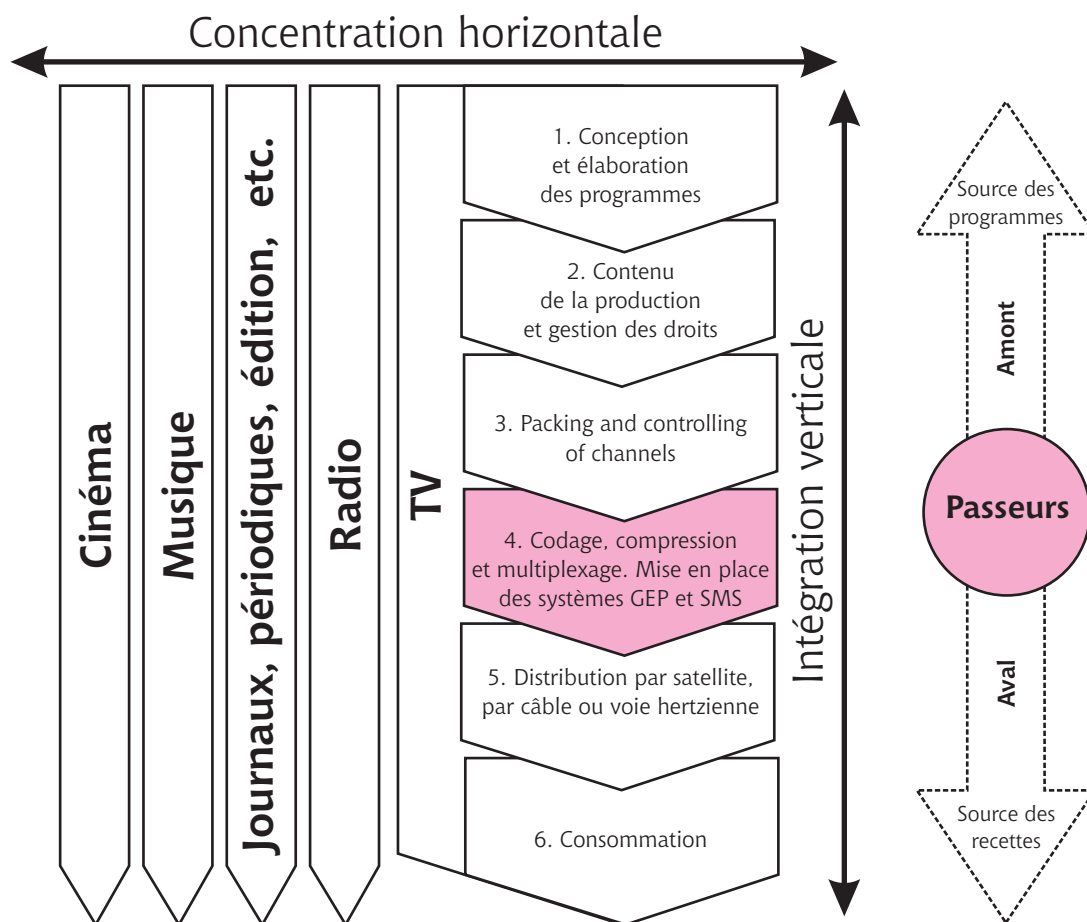 Concentration horizontale
Cinéma
Musique
Journaux, périodiques, édition, etc.
Radio
TV
1. Conception
et élaboration
des programmes
2. Contenu
de la production
et gestion des droits
3. Packing and controlling
of channels
4. Codage, compression
et multiplexage. Mise en place
des systèmes GEP et SMS
5. Distribution par satellite,
par câble ou voie hertzienne
6. Consommation
Intégration verticale
Source des
programmes
Amont
Passeurs
Aval
Source des
recettes